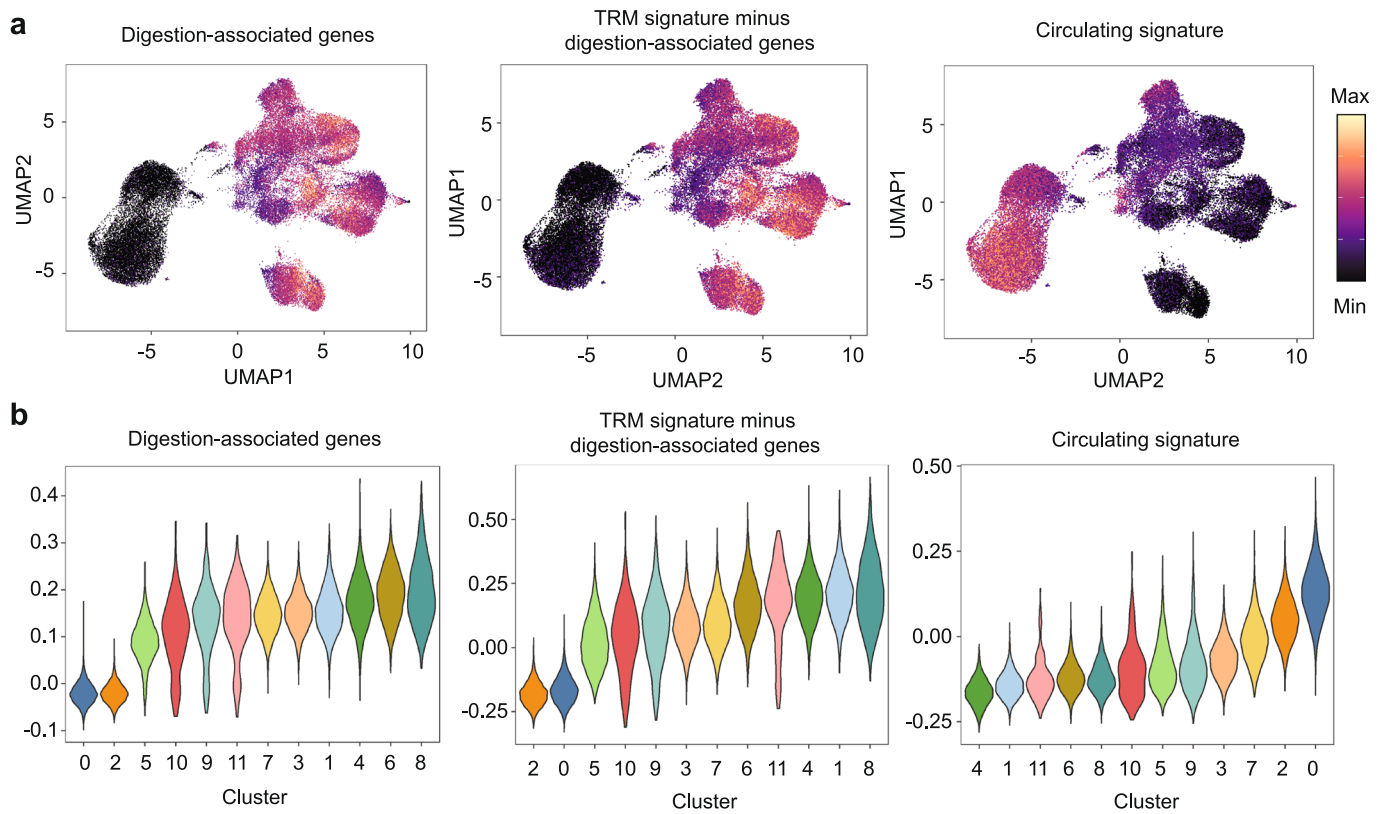 a
Digestion-associated genes
TRM signature minus
digestion-associated genes
Circulating signature
UMAP2
5
0
-5
-5
0
5
10
UMAP1
UMAP1
5
0
-5
-5
0
5
10
UMAP2
UMAP1
5
0
-5
-5
0
5
10
UMAP2
Max
Min
b
Digestion-associated genes
TRM signature minus
digestion-associated genes
Circulating signature
0.4
0.3
0.2
0.1
0.0
-0.1
0 2 5 10 9 11 7 3 1 4 6 8
Cluster
0.50
0.25
0.00
-0.25
2 0 5 10 9 3 7 6 11 4 1 8
Cluster
0.50
0.25
0.00
-0.25
4 1 11 6 8 10 5 9 3 7 2 0
Cluster